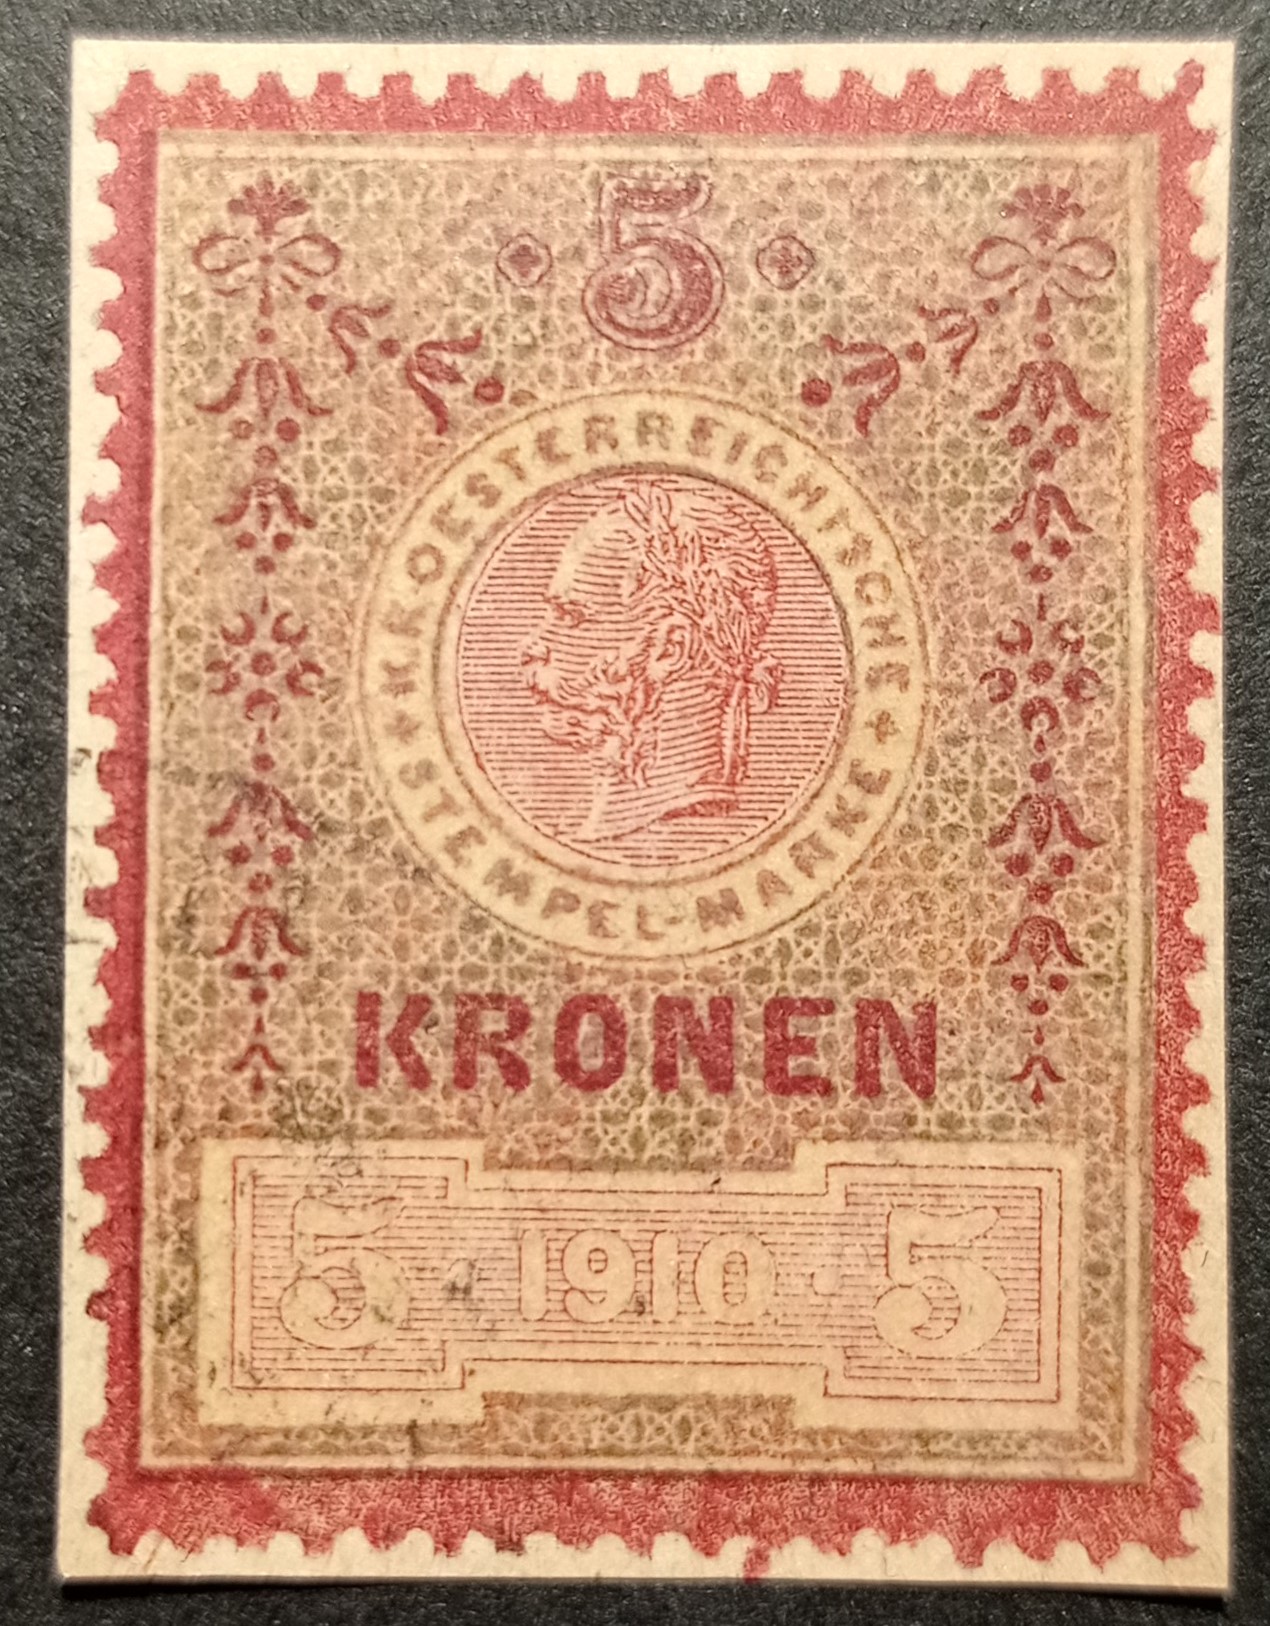 5
K.K. OESTERREICHISCHE
STEMPEL-MARKE
KRONEN
5 · 1910 · 5